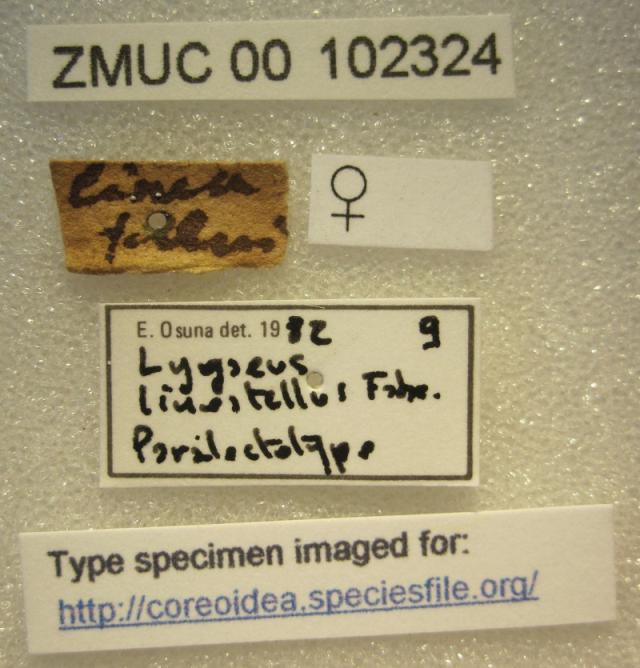 ZMUC 00 102324
♀
E. Osuna det. 1982 9
Lygaeus
lineatellus Fabr.
Paralectotype
Type specimen imaged for:
http://coreoidea.speciesfile.org/